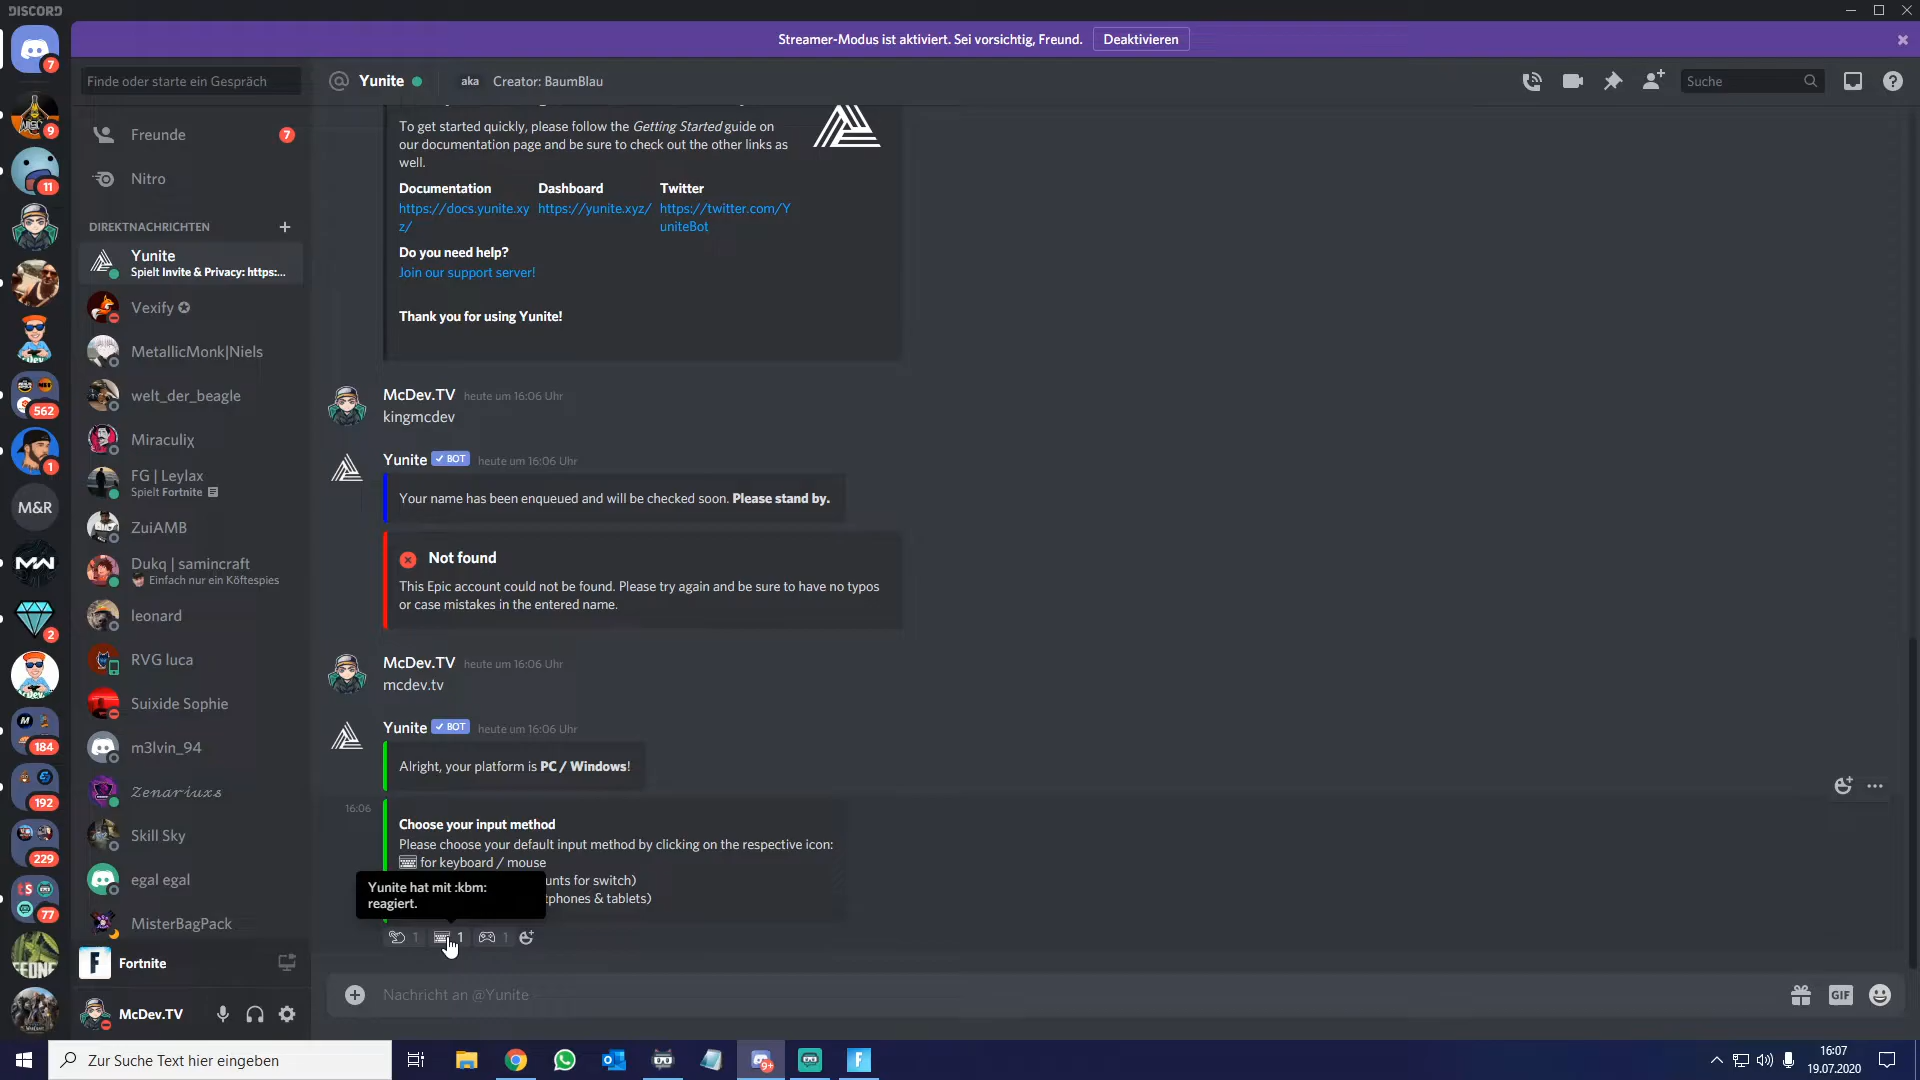 DISCORD
Streamer-Modus ist aktiviert. Sei vorsichtig, Freund.
Deaktivieren
Finde oder starte ein Gespräch
Yunite
aka
Creator: BaumBlau
Suche
7
9
11
562
1
M&R
2
184
192
229
77
Freunde
7
Nitro
DIREKTNACHRICHTEN
Yunite
Spielt Invite & Privacy: https:...
Vexify
MetallicMonk|Niels
welt_der_beagle
Miraculix
FG | Leylax
Spielt Fortnite
ZuiAMB
Dukq | samincraft
Einfach nur ein Köftespies
leonard
RVG luca
Suixide Sophie
m3lvin_94
Zenariuxs
Skill Sky
egal egal
MisterBagPack
Fortnite
McDev.TV
To get started quickly, please follow the Getting Started guide on
our documentation page and be sure to check out the other links as
well.
Documentation Dashboard Twitter
https://docs.yunite.xy https://yunite.xyz/ https://twitter.com/Y
z/ uniteBot
Do you need help?
Join our support server!
Thank you for using Yunite!
McDev.TV heute um 16:06 Uhr
kingmcdev
Yunite BOT heute um 16:06 Uhr
Your name has been enqueued and will be checked soon. Please stand by.
Not found
This Epic account could not be found. Please try again and be sure to have no typos
or case mistakes in the entered name.
McDev.TV heute um 16:06 Uhr
mcdev.tv
Yunite BOT heute um 16:06 Uhr
Alright, your platform is PC / Windows!
16:06
Choose your input method
Please choose your default input method by clicking on the respective icon:
for keyboard / mouse
unts for switch)
tphones & tablets)
Yunite hat mit :kbm:
reagiert.
1 1 1
Nachricht an @Yunite
GIF
Zur Suche Text hier eingeben
9+
16:07
19.07.2020